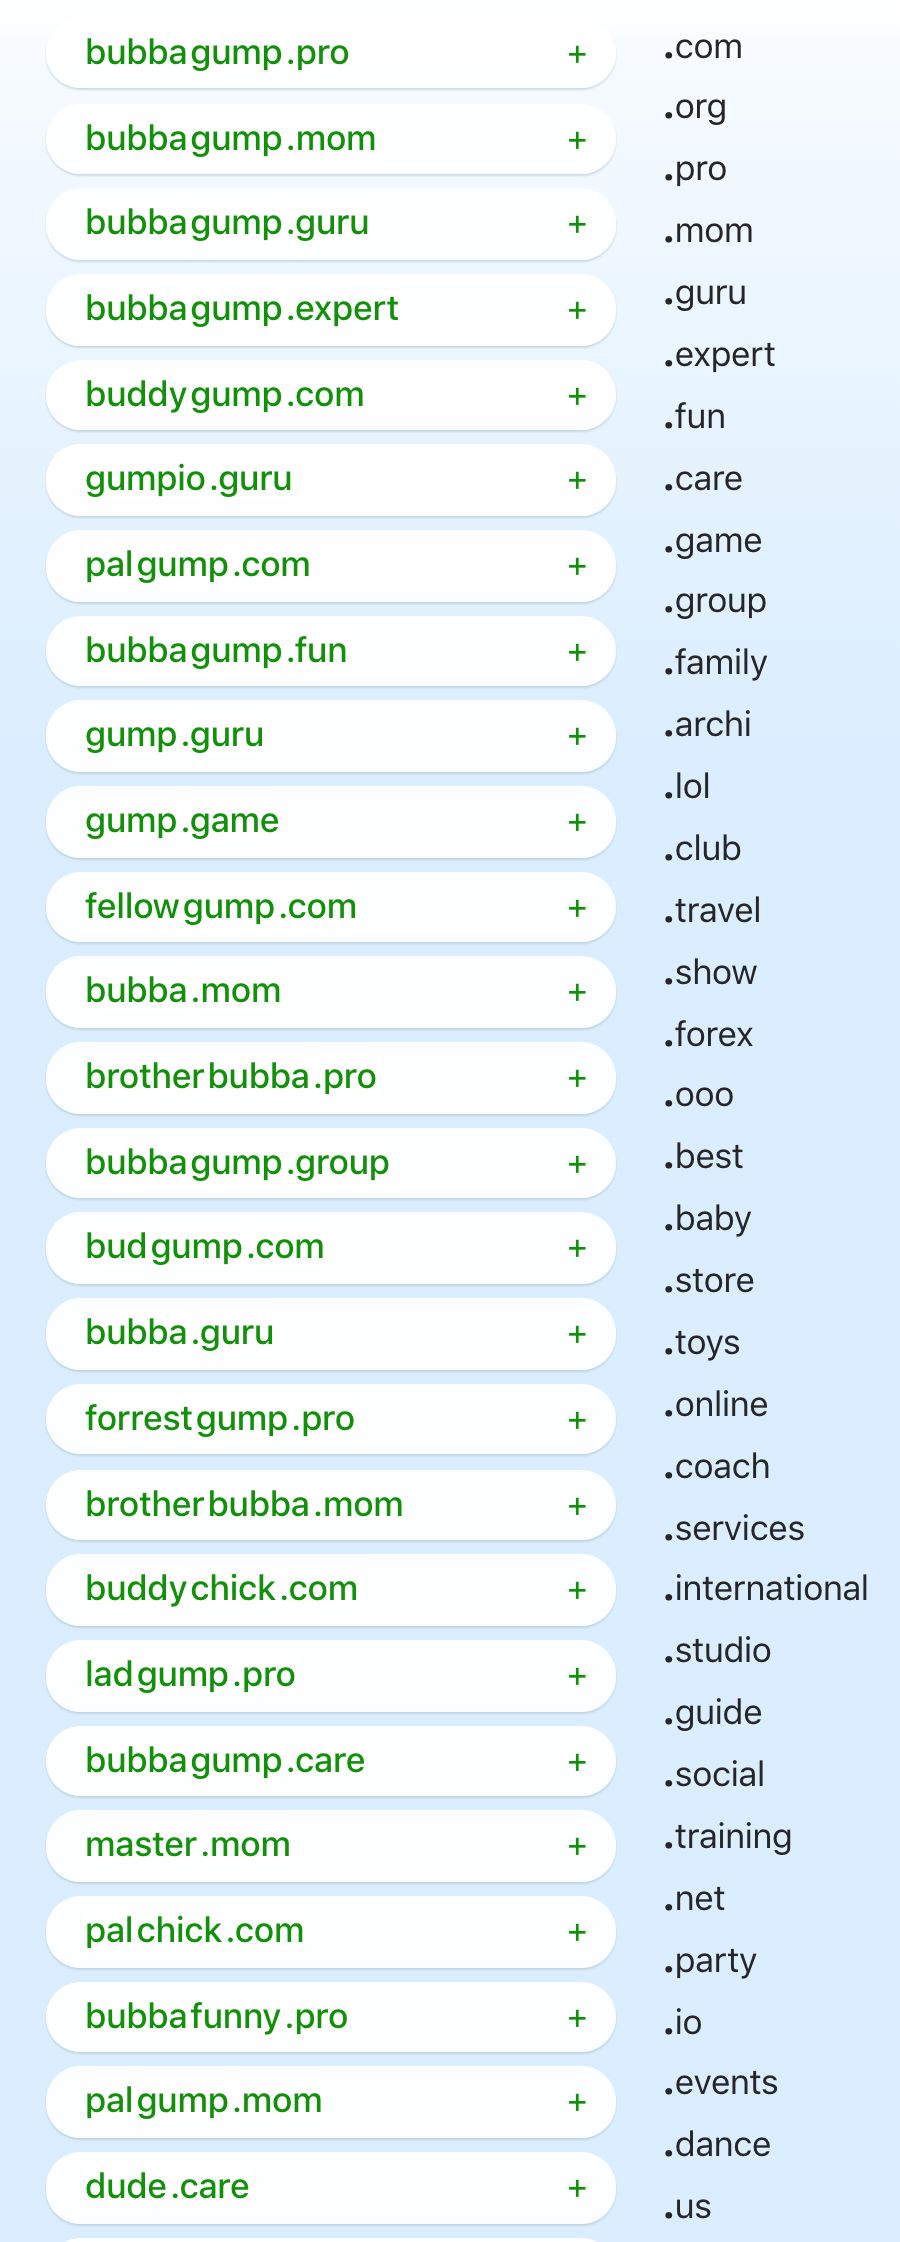 bubbagump.pro +
bubbagump.mom +
bubbagump.guru +
bubbagump.expert +
buddygump.com +
gumpio.guru +
palgump.com +
bubbagump.fun +
gump.guru +
gump.game +
fellowgump.com +
bubba.mom +
brotherbubba.pro +
bubbagump.group +
budgump.com +
bubba.guru +
forrestgump.pro +
brotherbubba.mom +
buddychick.com +
ladgump.pro +
bubbagump.care +
master.mom +
palchick.com +
bubbafunny.pro +
palgump.mom +
dude.care +
.com
.org
.pro
.mom
.guru
.expert
.fun
.care
.game
.group
.family
.archi
.lol
.club
.travel
.show
.forex
.ooo
.best
.baby
.store
.toys
.online
.coach
.services
.international
.studio
.guide
.social
.training
.net
.party
.io
.events
.dance
.us